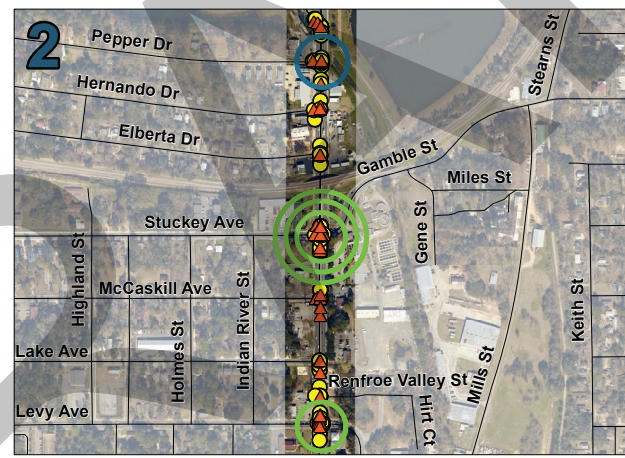 2
Pepper Dr
Hernando Dr
Elberta Dr
Stearns St
Gamble St
Miles St
Stuckey Ave
Gene St
Highland St
McCaskill Ave
Indian River St
Holmes St
Keith St
Lake Ave
Renfroe Valley St
Mills St
Levy Ave
Hirt Ct